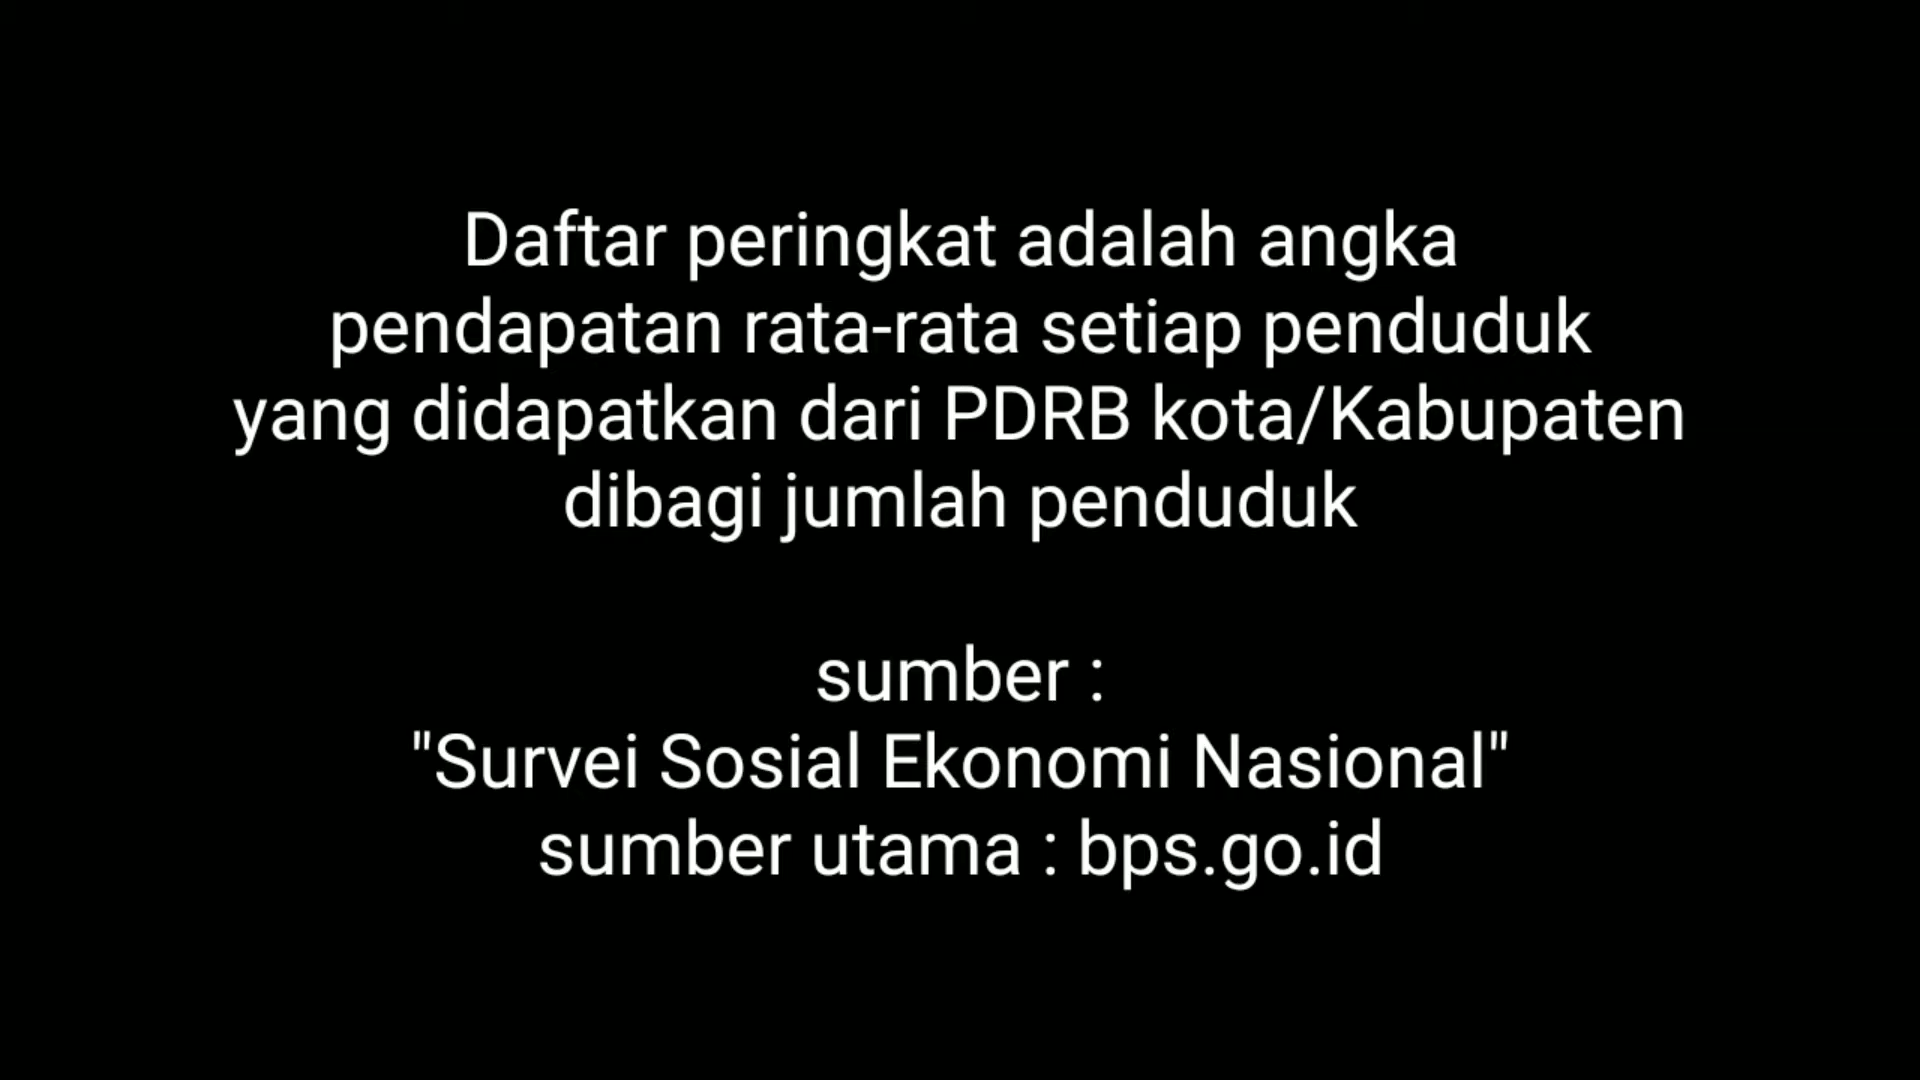 Daftar peringkat adalah angka
pendapatan rata-rata setiap penduduk
yang didapatkan dari PDRB kota/Kabupaten
dibagi jumlah penduduk
sumber :
"Survei Sosial Ekonomi Nasional"
sumber utama : bps.go.id